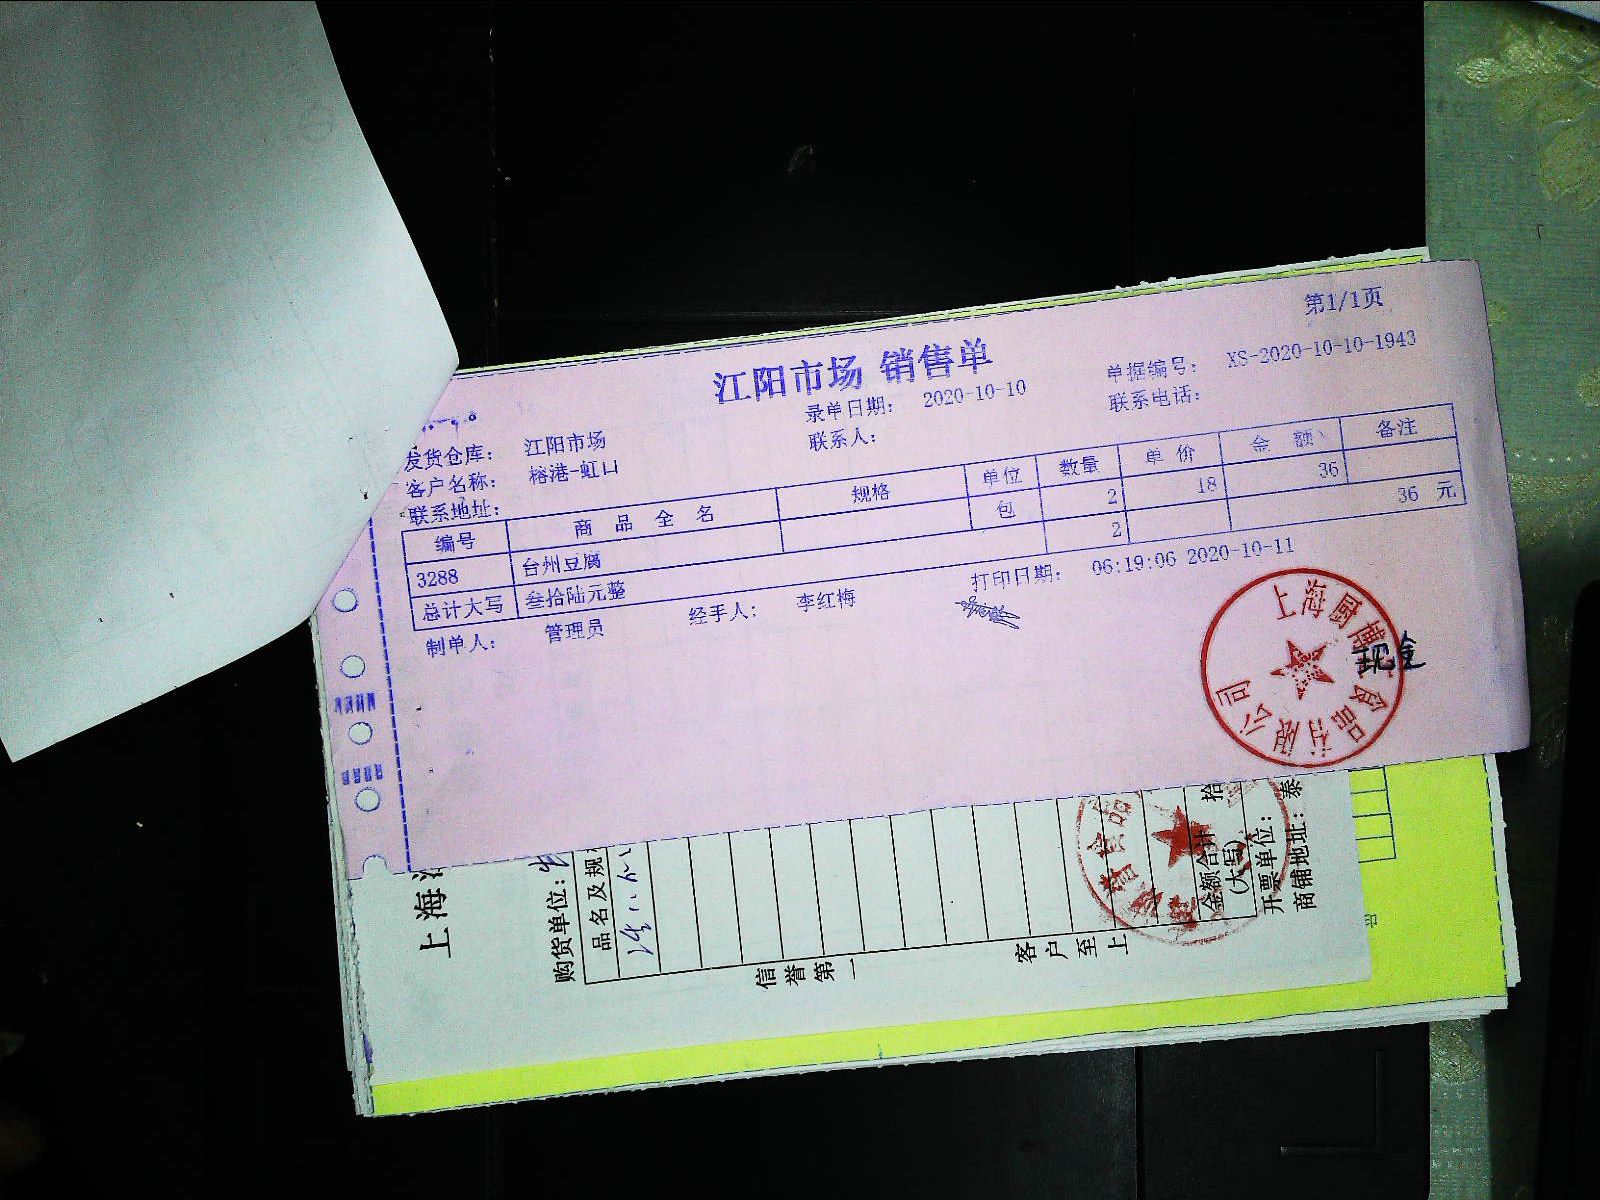 第1/1页
江阳市场 销售单
录单日期： 2020-10-10
单据编号： XS-2020-10-10-1943
发货仓库： 江阳市场
联系人：
联系电话：
客户名称： 榕港-虹口
联系地址：
编号 商品全名 规格 单位 数量 单价 金额 备注
3288 台州豆腐 包 2 18 36
总计大写 叁拾陆元整 2 36 元
制单人： 管理员 经手人： 李红梅 打印日期： 06:19:06 2020-10-11
现金
上海
购货单位：
品名及规
信誉第一
客户至上
金额合计
(大写)
拾
开票单位：
商铺地址： 泰